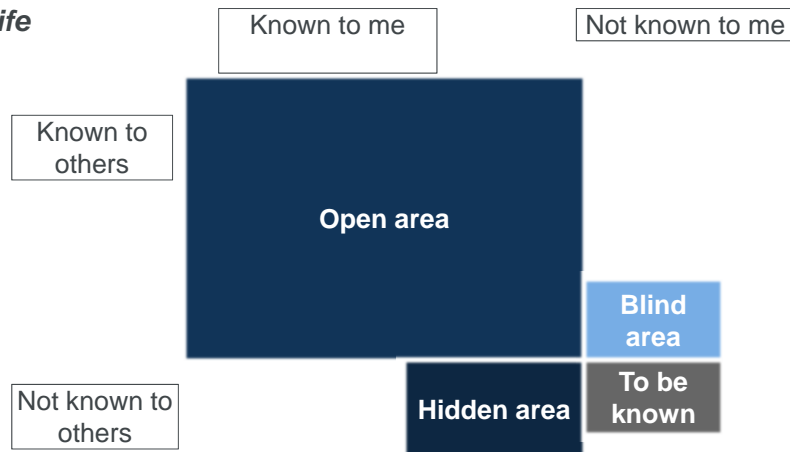 Known to me
Not known to me
Known to
others
Open area
Blind
area
Not known to
others
Hidden area
To be
known